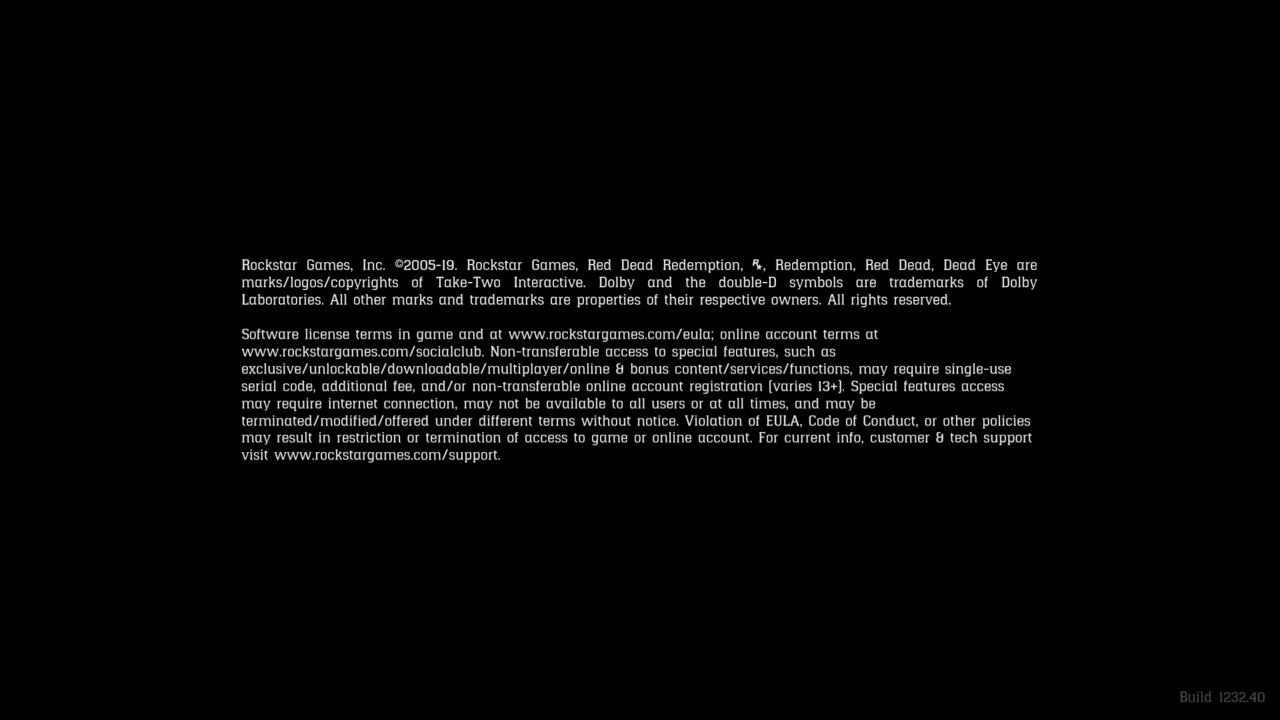 Rockstar Games, Inc. ©2005-19. Rockstar Games, Red Dead Redemption, , Redemption, Red Dead, Dead Eye are
marks/logos/copyrights of Take-Two Interactive. Dolby and the double-D symbols are trademarks of Dolby
Laboratories. All other marks and trademarks are properties of their respective owners. All rights reserved.
Software license terms in game and at www.rockstargames.com/eula; online account terms at
www.rockstargames.com/socialclub. Non-transferable access to special features, such as
exclusive/unlockable/downloadable/multiplayer/online & bonus content/services/functions, may require single-use
serial code, additional fee, and/or non-transferable online account registration (varies 13+). Special features access
may require internet connection, may not be available to all users or at all times, and may be
terminated/modified/offered under different terms without notice. Violation of EULA, Code of Conduct, or other policies
may result in restriction or termination of access to game or online account. For current info, customer & tech support
visit www.rockstargames.com/support.
Build 1232.40